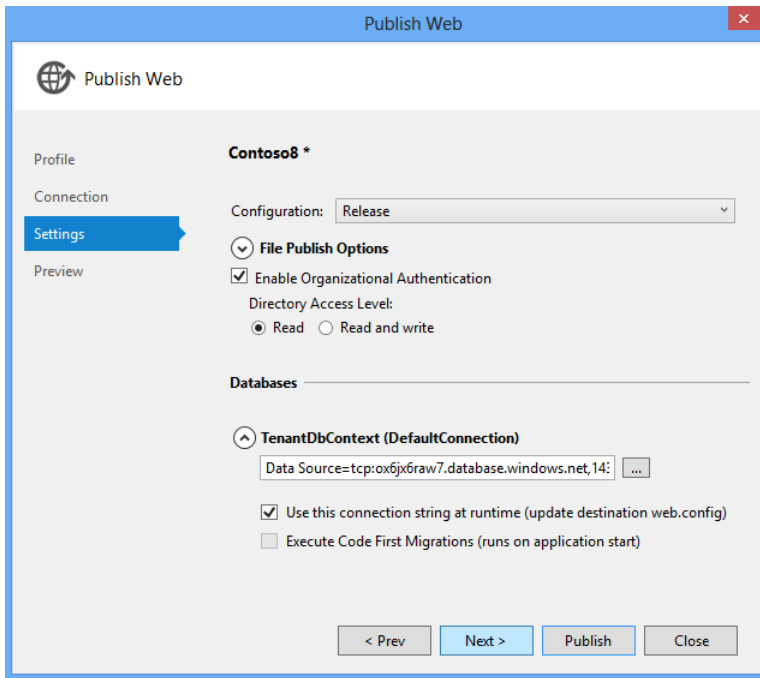 Publish Web
Publish Web
Profile
Connection
Settings
Preview
Contoso8 *
Configuration: Release
File Publish Options
Enable Organizational Authentication
Directory Access Level:
Read Read and write
Databases
TenantDbContext (DefaultConnection)
Data Source=tcp:ox6jx6raw7.database.windows.net,143 ...
Use this connection string at runtime (update destination web.config)
Execute Code First Migrations (runs on application start)
< Prev Next > Publish Close